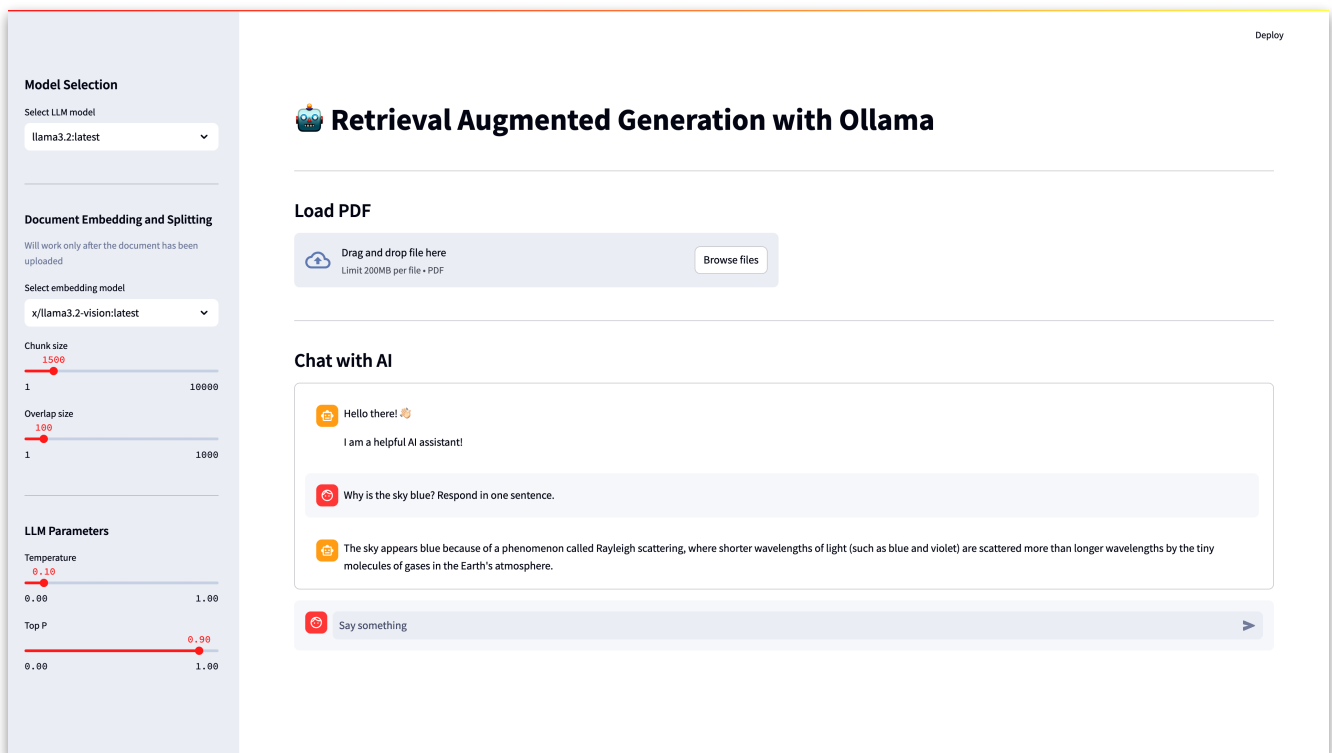 Deploy
Model Selection
Select LLM model
llama3.2:latest
Document Embedding and Splitting
Will work only after the document has been
uploaded
Select embedding model
x/llama3.2-vision:latest
Chunk size
1500
1 10000
Overlap size
100
1 1000
LLM Parameters
Temperature
0.10
0.00 1.00
Top P
0.90
0.00 1.00
Retrieval Augmented Generation with Ollama
Load PDF
Drag and drop file here
Limit 200MB per file • PDF
Browse files
Chat with AI
Hello there! 👋🏻
I am a helpful AI assistant!
Why is the sky blue? Respond in one sentence.
The sky appears blue because of a phenomenon called Rayleigh scattering, where shorter wavelengths of light (such as blue and violet) are scattered more than longer wavelengths by the tiny
molecules of gases in the Earth's atmosphere.
Say something